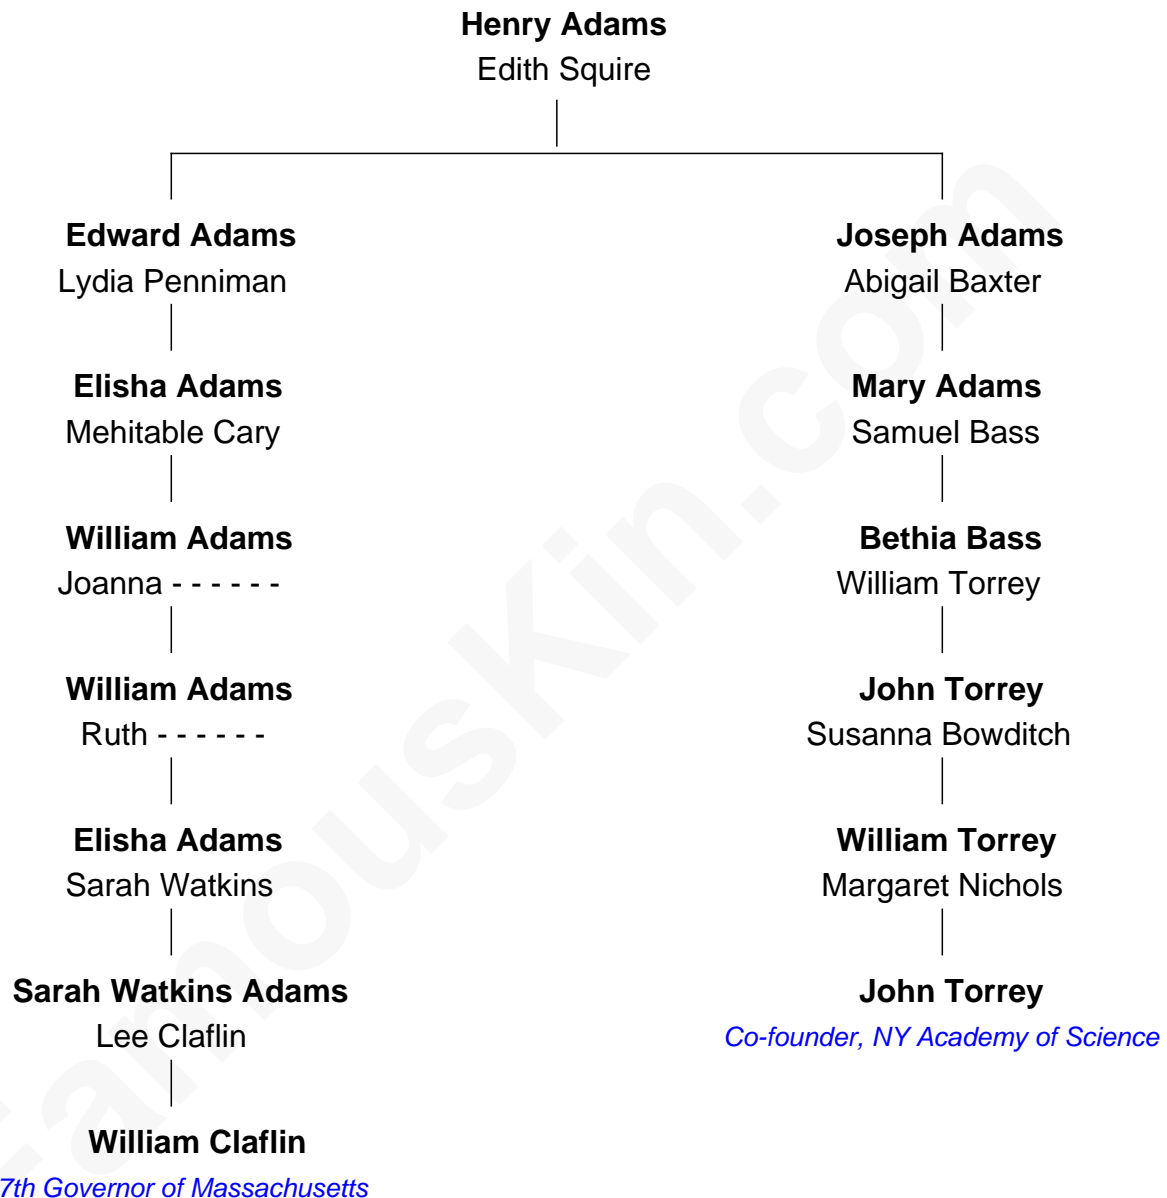 Henry Adams
Edith Squire
Edward Adams
Lydia Penniman
Joseph Adams
Abigail Baxter
Elisha Adams
Mehitable Cary
Mary Adams
Samuel Bass
William Adams
Joanna - - - - - -
Bethia Bass
William Torrey
William Adams
Ruth - - - - - -
John Torrey
Susanna Bowditch
Elisha Adams
Sarah Watkins
William Torrey
Margaret Nichols
Sarah Watkins Adams
Lee Claflin
John Torrey
Co-founder, NY Academy of Science
William Claflin
7th Governor of Massachusetts
FamousKin.com